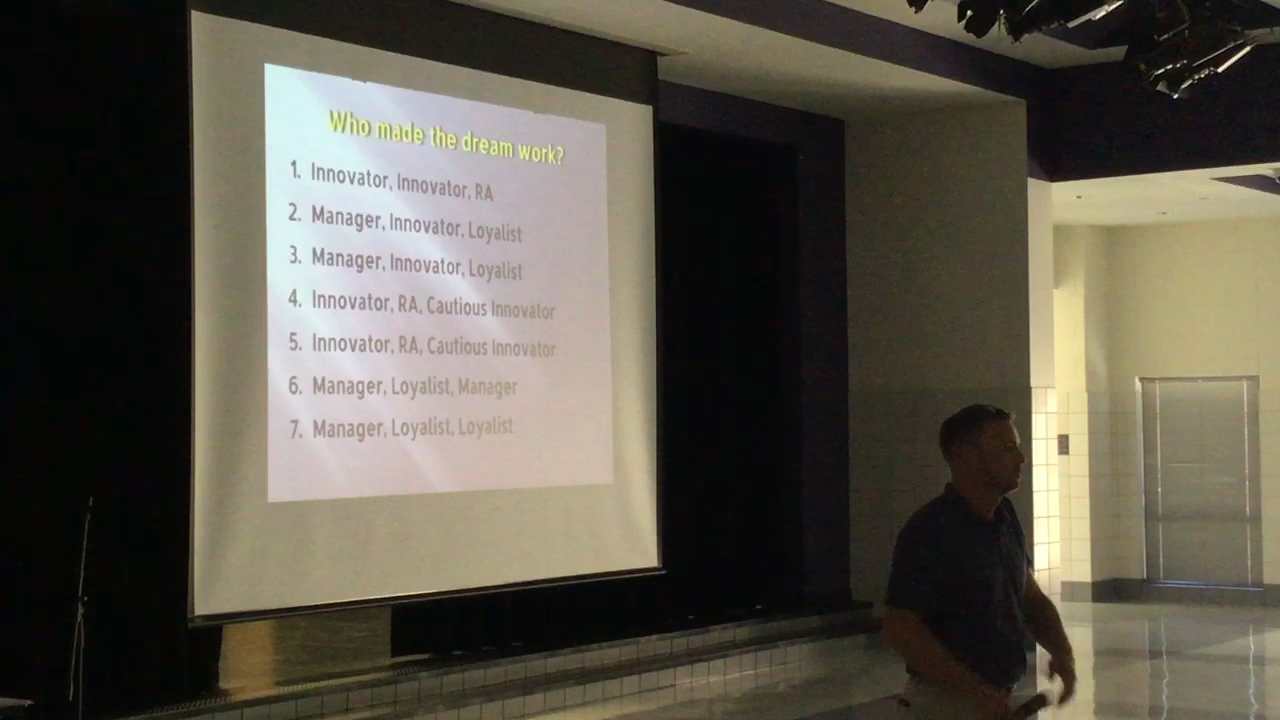 Who made the dream work?
1. Innovator, Innovator, RA
2. Manager, Innovator, Loyalist
3. Manager, Innovator, Loyalist
4. Innovator, RA, Cautious Innovator
5. Innovator, RA, Cautious Innovator
6. Manager, Loyalist, Manager
7. Manager, Loyalist, Loyalist